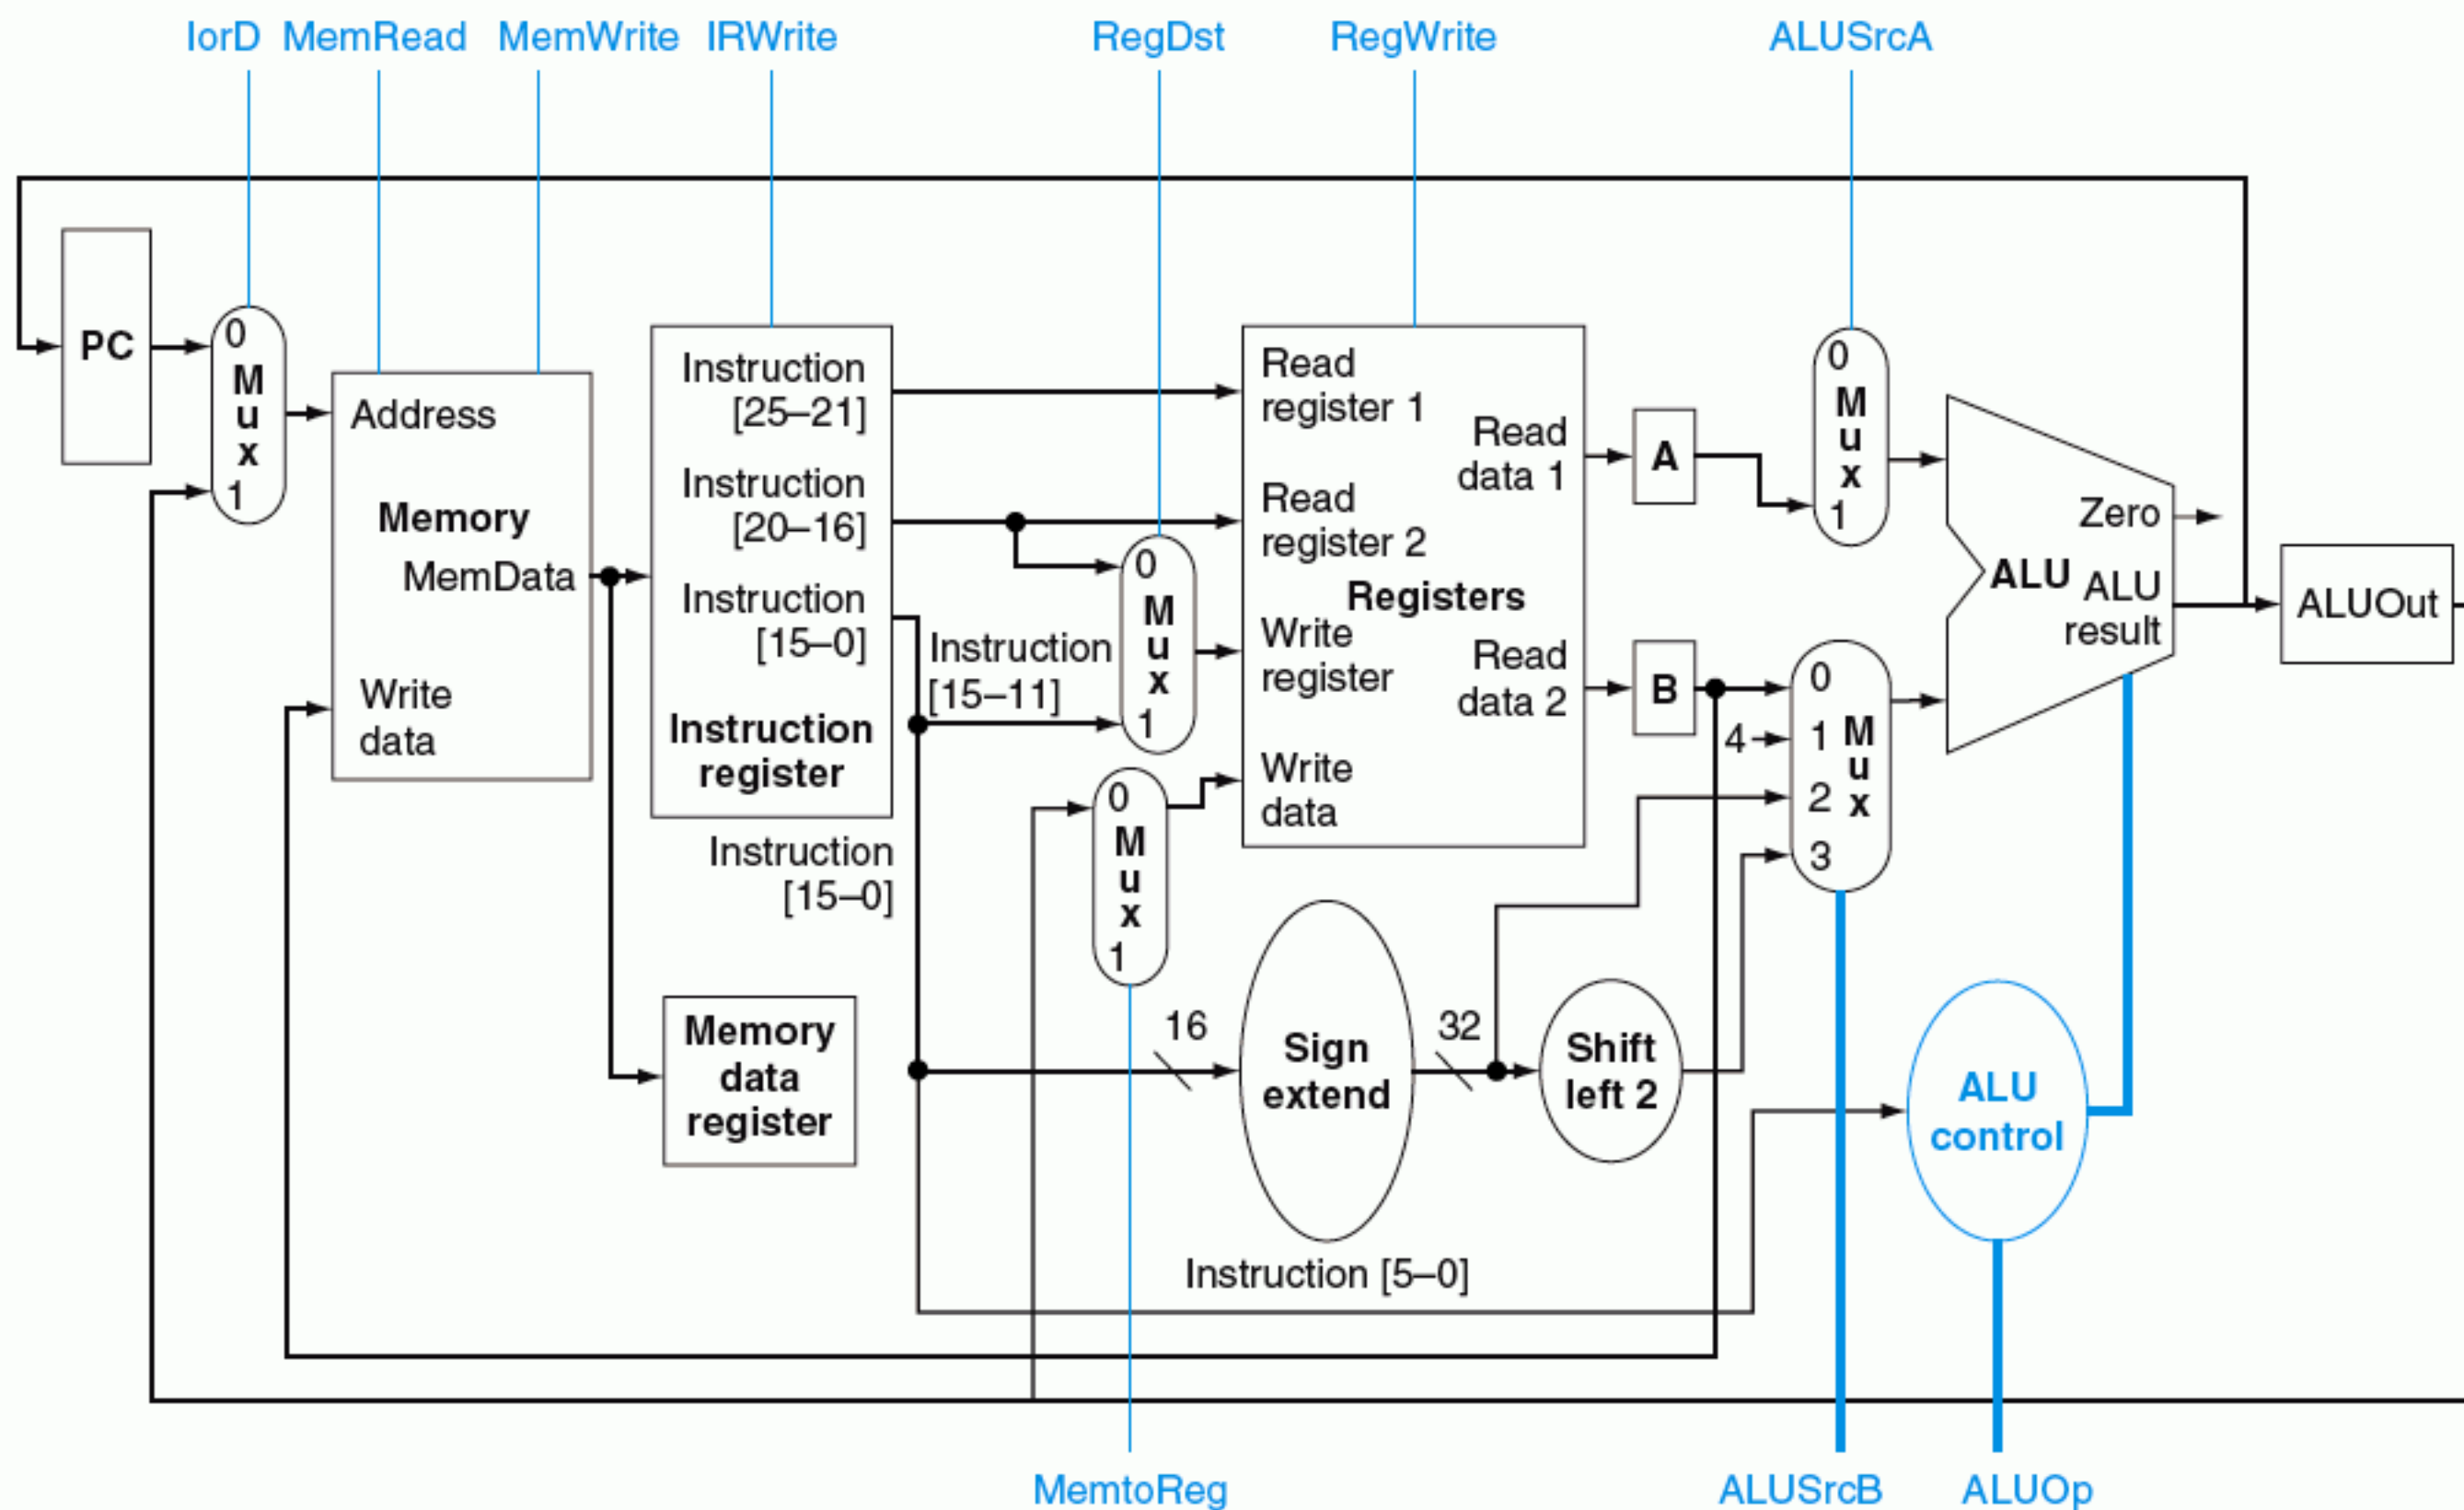 IorD MemRead MemWrite IRWrite RegDst RegWrite ALUSrcA
PC
0
M
u
x
1
Address
Memory
MemData
Write
data
Instruction
[25–21]
Instruction
[20–16]
Instruction
[15–0]
Instruction
register
Instruction
[15–0]
Memory
data
register
Instruction
[15–11]
0
M
u
x
1
0
M
u
x
1
Read
register 1
Read
register 2
Registers
Write
register
Write
data
Read
data 1
Read
data 2
16
Sign
extend
32
Shift
left 2
Instruction [5–0]
A
B
4
0
M
u
x
1
0
1
2
3
M
u
x
Zero
ALU
ALU
result
ALUOut
ALU
control
MemtoReg ALUSrcB ALUOp